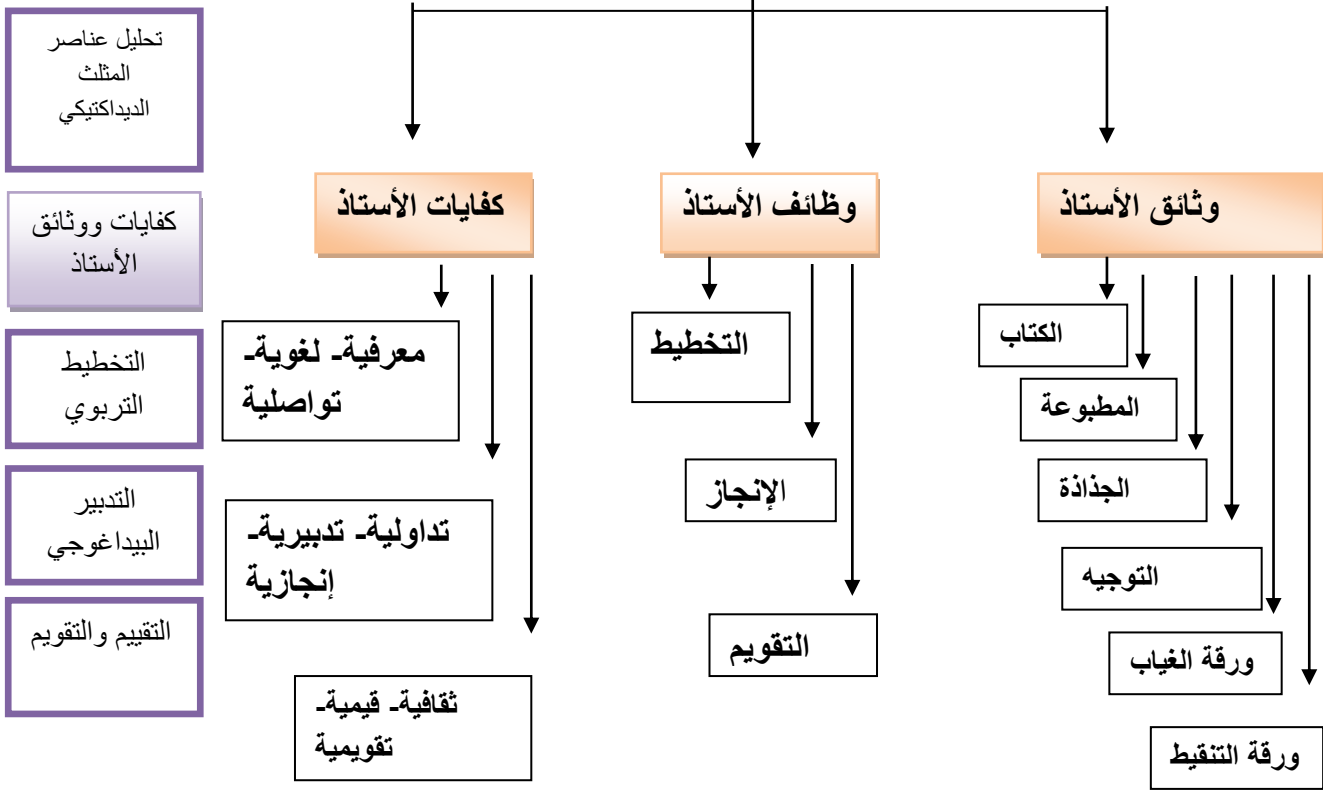 تحليل عناصر
المثلث
الديداكتيكي
كفايات ووثائق
الأستاذ
التخطيط
التربوي
التدبير
البيداغوجي
التقييم والتقويم
وثائق الأستاذ
الكتاب
المطبوعة
الجذاذة
التوجيه
ورقة الغياب
ورقة التنقيط
وظائف الأستاذ
التخطيط
الإنجاز
التقويم
كفايات الأستاذ
معرفية- لغوية-
تواصلية
تداولية- تدبيرية-
إنجازية
ثقافية- قيمية-
تقويمية